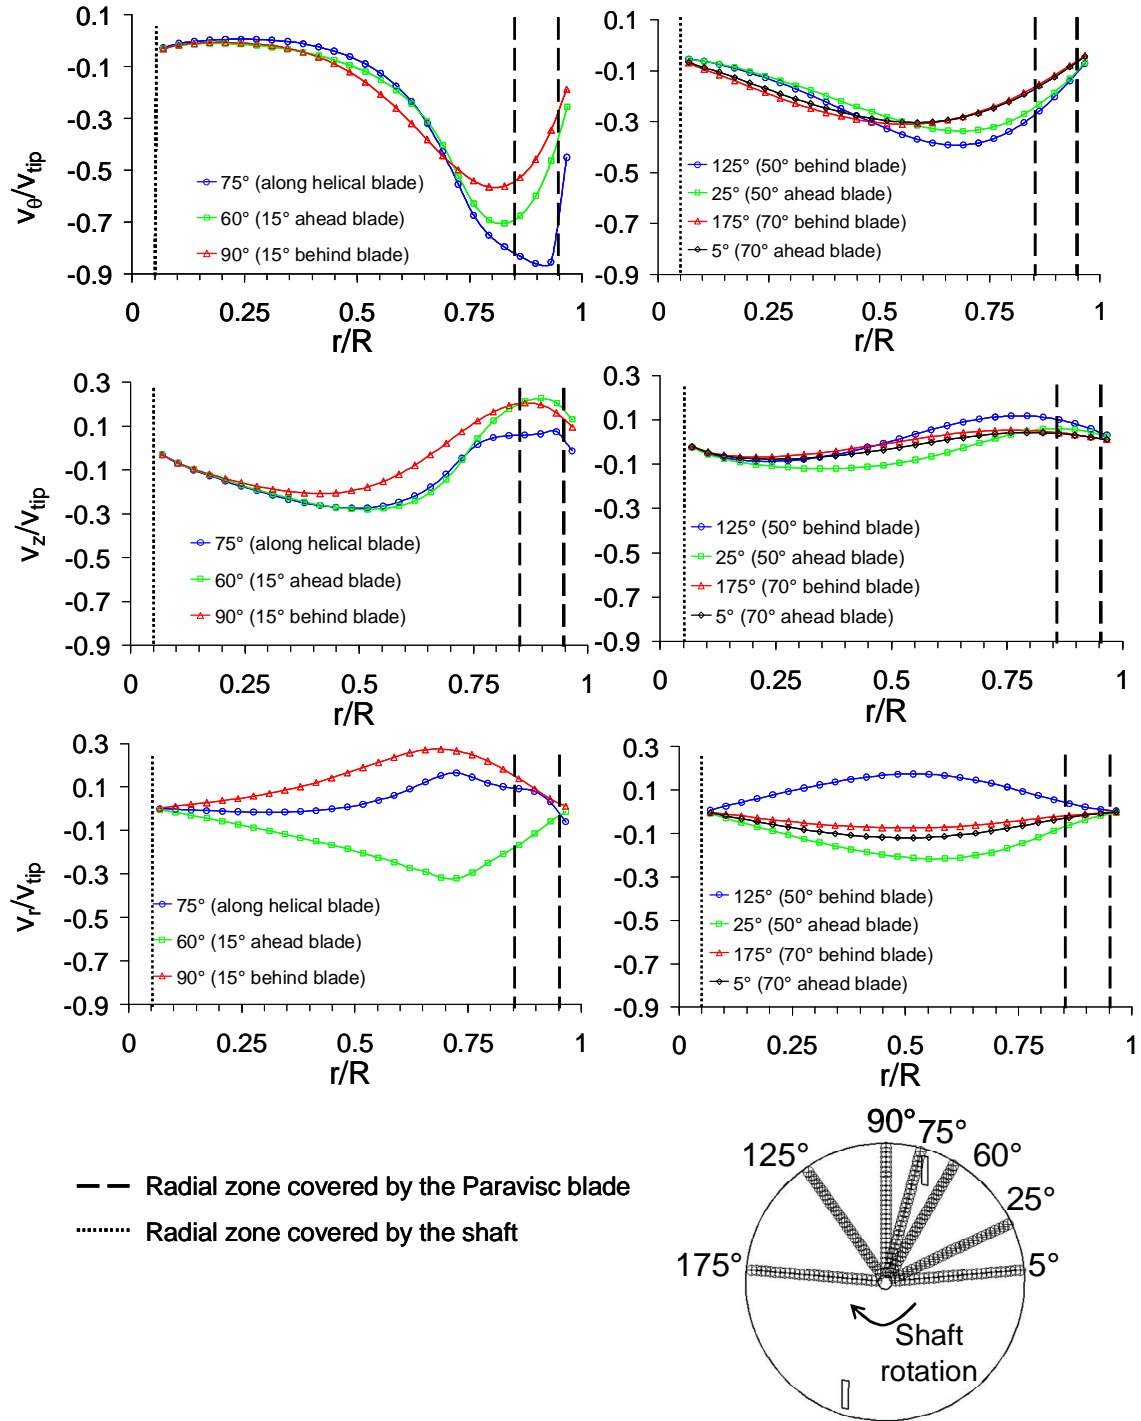 0.1
-0.1
-0.3
-0.5
-0.7
-0.9
vθ/vtip
75° (along helical blade)
60° (15° ahead blade)
90° (15° behind blade)
0 0.25 0.5 0.75 1
r/R
0.1
-0.1
-0.3
-0.5
-0.7
-0.9
125° (50° behind blade)
25° (50° ahead blade)
175° (70° behind blade)
5° (70° ahead blade)
0 0.25 0.5 0.75 1
r/R
0.3
0.1
-0.1
-0.3
-0.5
-0.7
-0.9
vz/vtip
75° (along helical blade)
60° (15° ahead blade)
90° (15° behind blade)
0 0.25 0.5 0.75 1
r/R
0.3
0.1
-0.1
-0.3
-0.5
-0.7
-0.9
125° (50° behind blade)
25° (50° ahead blade)
175° (70° behind blade)
5° (70° ahead blade)
0 0.25 0.5 0.75 1
r/R
0.3
0.1
-0.1
-0.3
-0.5
-0.7
-0.9
vr/vtip
75° (along helical blade)
60° (15° ahead blade)
90° (15° behind blade)
0 0.25 0.5 0.75 1
r/R
0.3
0.1
-0.1
-0.3
-0.5
-0.7
-0.9
125° (50° behind blade)
25° (50° ahead blade)
175° (70° behind blade)
5° (70° ahead blade)
0 0.25 0.5 0.75 1
r/R
Radial zone covered by the Paravisc blade
Radial zone covered by the shaft
90°
75°
125°
60°
25°
175°
5°
Shaft
rotation